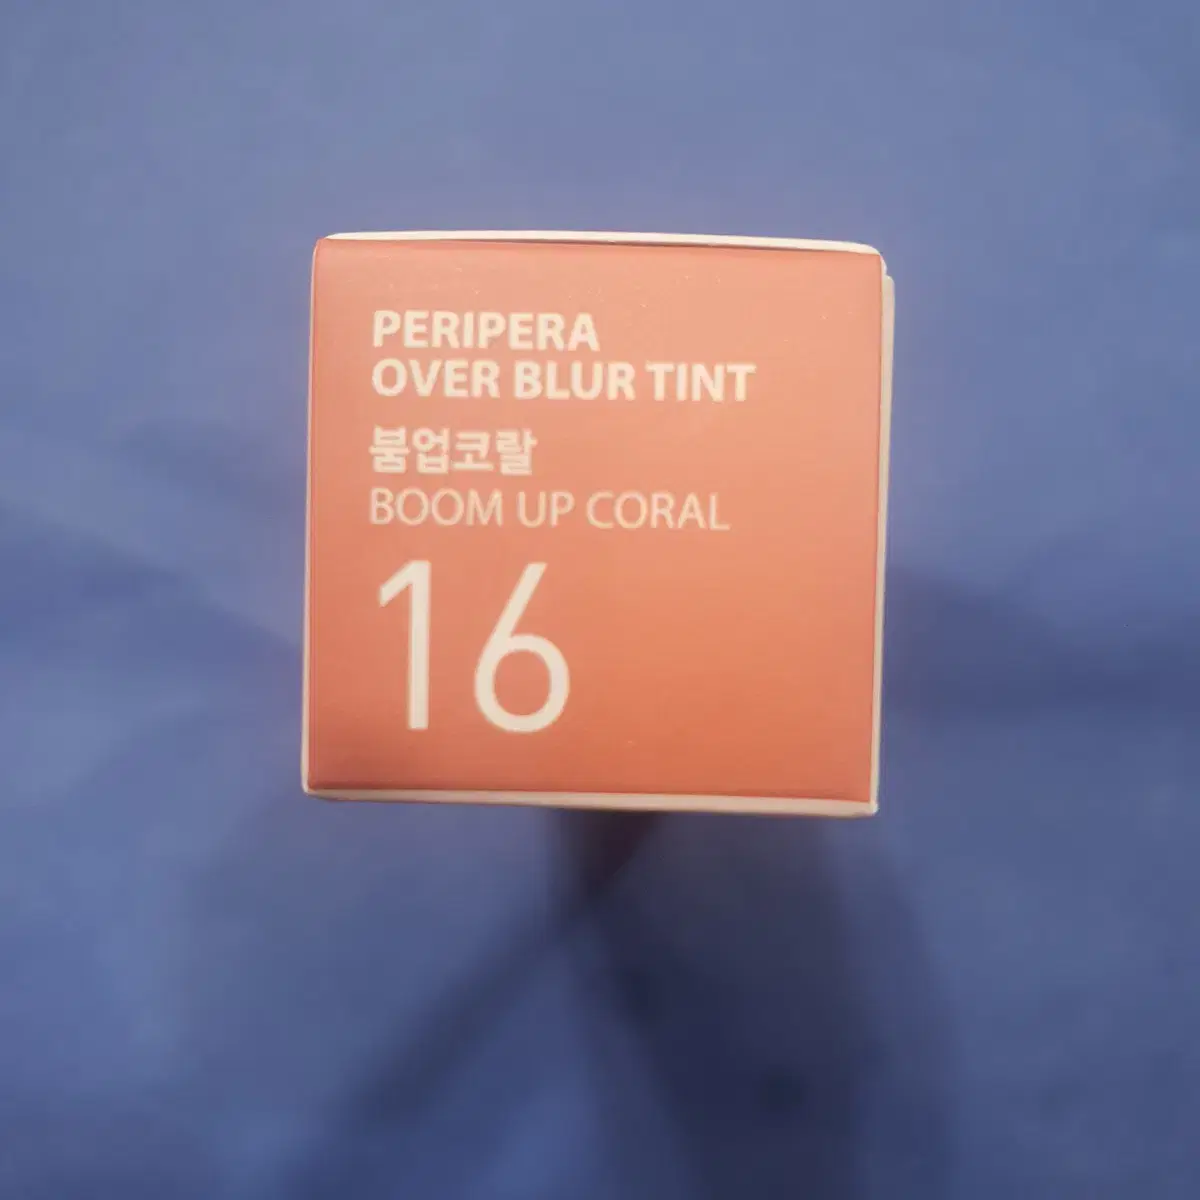 PERIPERA
OVER BLUR TINT
붐업코랄
BOOM UP CORAL
16